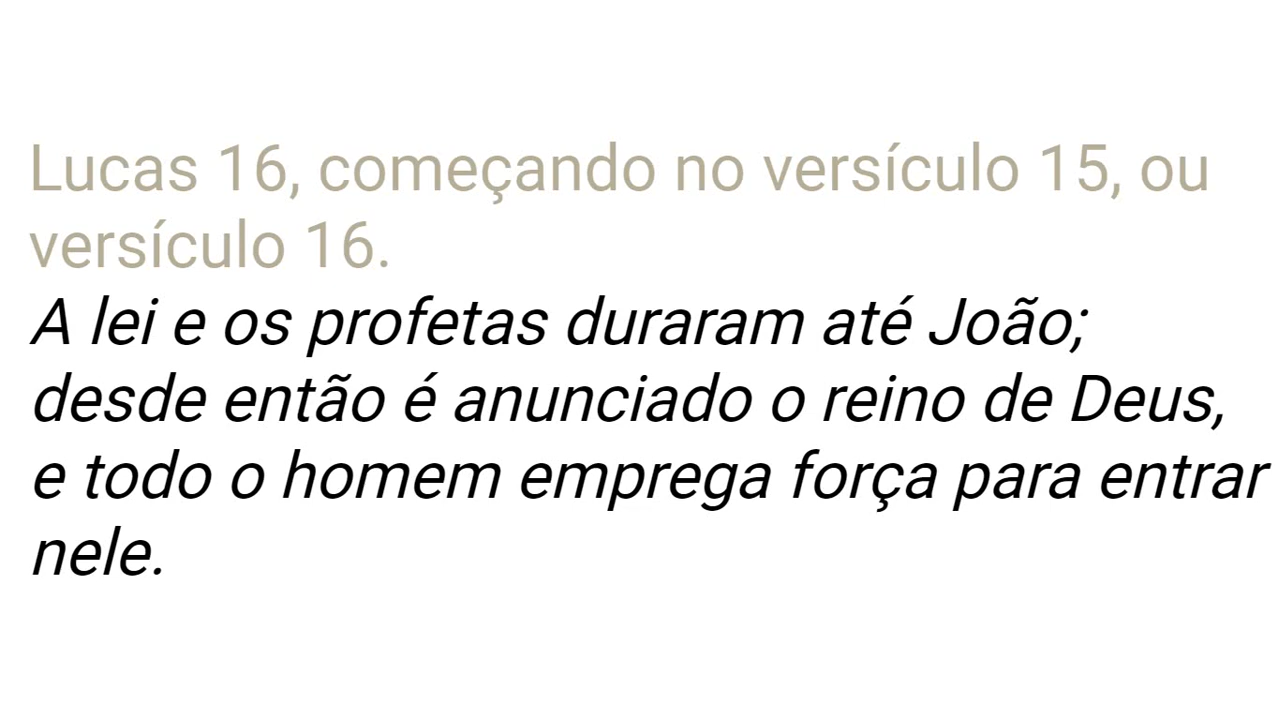 Lucas 16, começando no versículo 15, ou
versículo 16.
A lei e os profetas duraram até João;
desde então é anunciado o reino de Deus,
e todo o homem emprega força para entrar
nele.